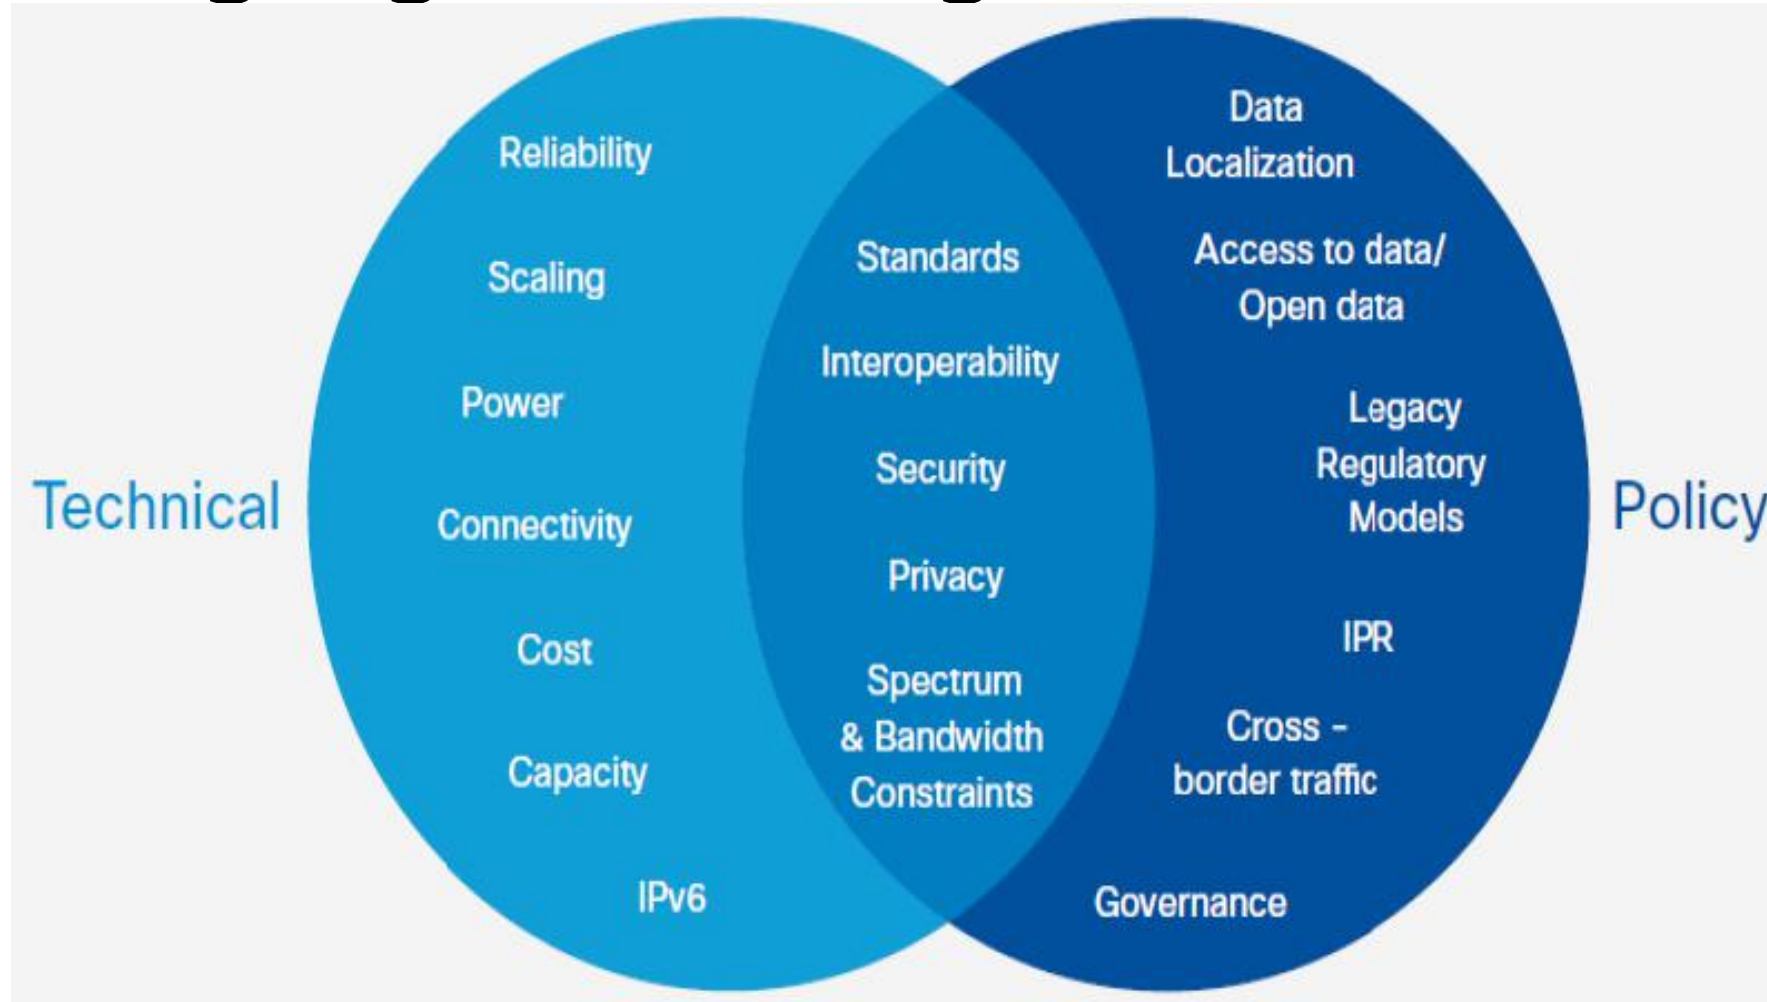 Technical
Reliability
Scaling
Power
Connectivity
Cost
Capacity
IPv6
Standards
Interoperability
Security
Privacy
Spectrum
& Bandwidth
Constraints
Data
Localization
Access to data/
Open data
Legacy
Regulatory
Models
IPR
Cross -
border traffic
Governance
Policy